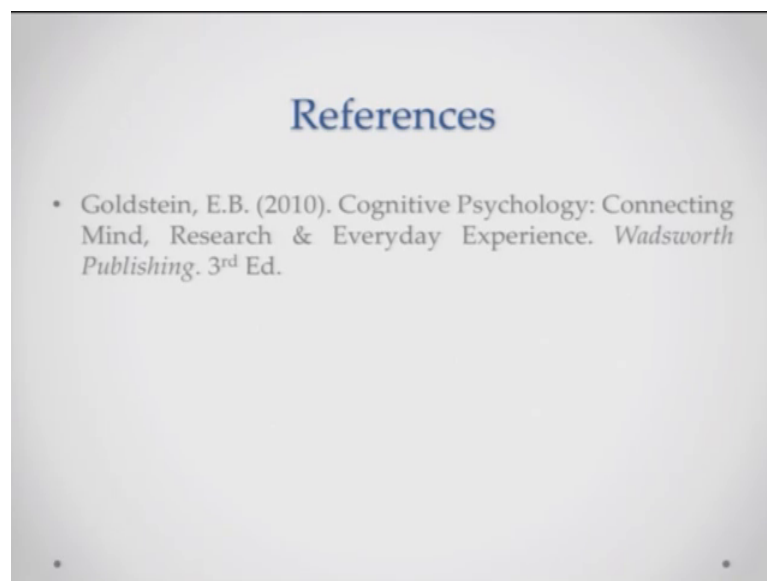 References
• Goldstein, E.B. (2010). Cognitive Psychology: Connecting
Mind, Research & Everyday Experience. Wadsworth
Publishing. 3rd Ed.